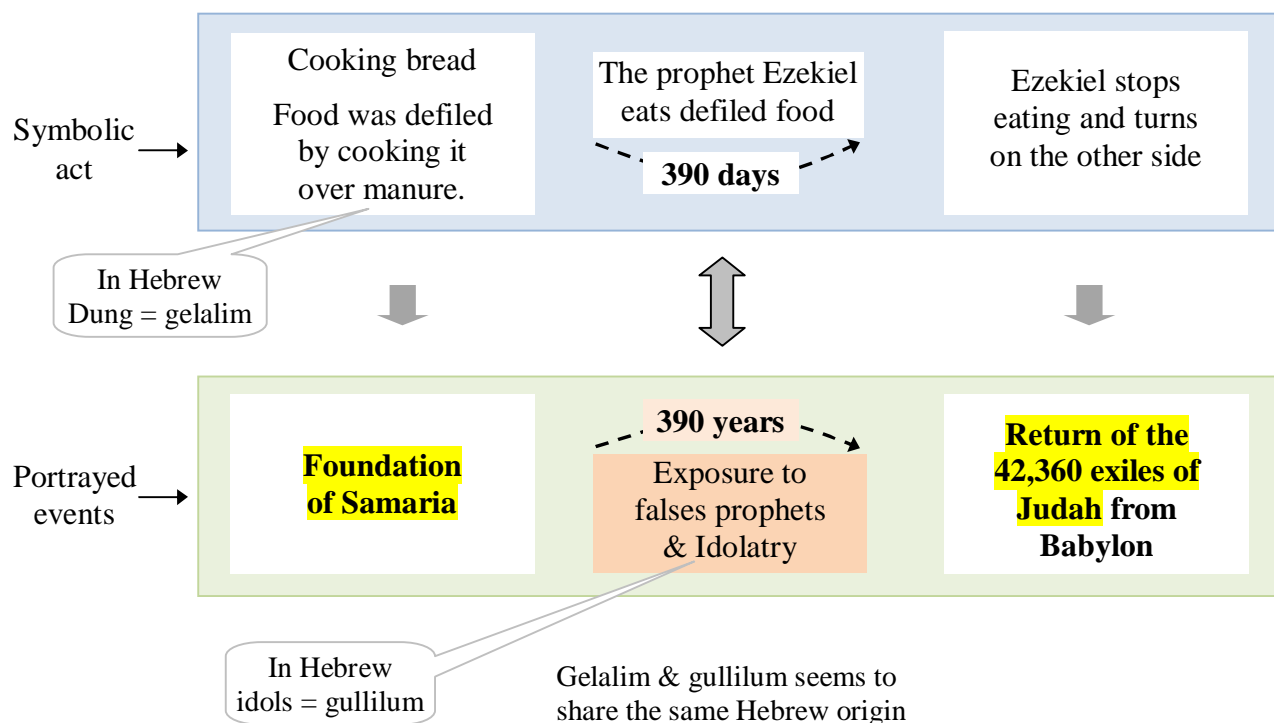 Symbolic
act
Cooking bread
Food was defiled
by cooking it
over manure.
The prophet Ezekiel
eats defiled food
390 days
Ezekiel stops
eating and turns
on the other side
In Hebrew
Dung = gelalim
Portrayed
events
Foundation
of Samaria
390 years
Exposure to
falses prophets
& Idolatry
Return of the
42,360 exiles of
Judah from
Babylon
In Hebrew
idols = gullilum
Gelalim & gullilum seems to
share the same Hebrew origin